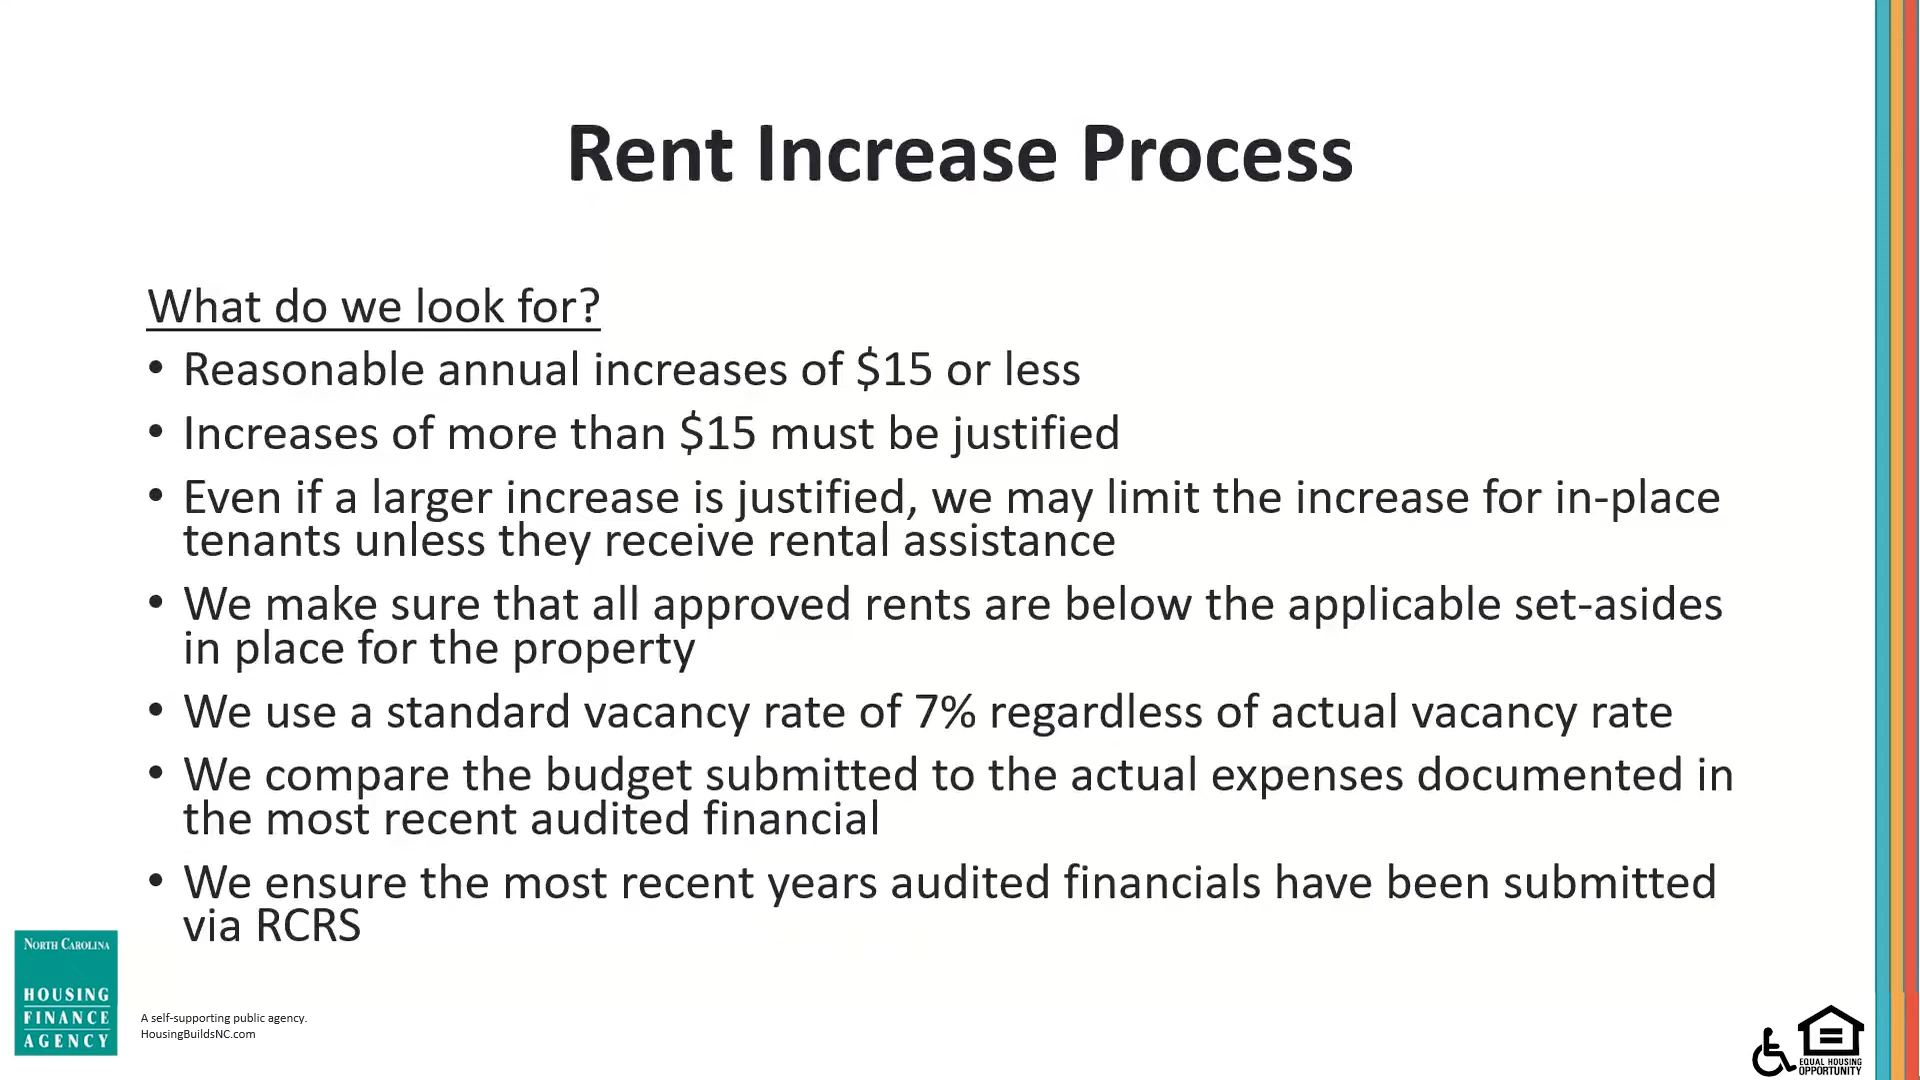 Rent Increase Process
What do we look for?
• Reasonable annual increases of $15 or less
• Increases of more than $15 must be justified
• Even if a larger increase is justified, we may limit the increase for in-place
tenants unless they receive rental assistance
• We make sure that all approved rents are below the applicable set-asides
in place for the property
• We use a standard vacancy rate of 7% regardless of actual vacancy rate
• We compare the budget submitted to the actual expenses documented in
the most recent audited financial
• We ensure the most recent years audited financials have been submitted
via RCRS
NORTH CAROLINA
HOUSING
FINANCE
AGENCY
A self-supporting public agency.
HousingBuildsNC.com
EQUAL HOUSING
OPPORTUNITY